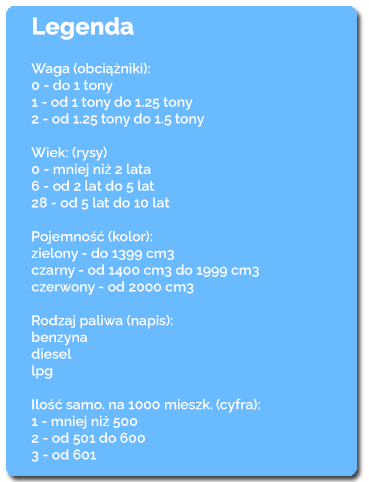 Legenda
Waga (obciążniki):
0 - do 1 tony
1 - od 1 tony do 1.25 tony
2 - od 1.25 tony do 1.5 tony
Wiek: (rysy)
0 - mniej niż 2 lata
6 - od 2 lat do 5 lat
28 - od 5 lat do 10 lat
Pojemność (kolor):
zielony - do 1399 cm3
czarny - od 1400 cm3 do 1999 cm3
czerwony - od 2000 cm3
Rodzaj paliwa (napis):
benzyna
diesel
lpg
Ilość samo. na 1000 mieszk. (cyfra):
1 - mniej niż 500
2 - od 501 do 600
3 - od 601